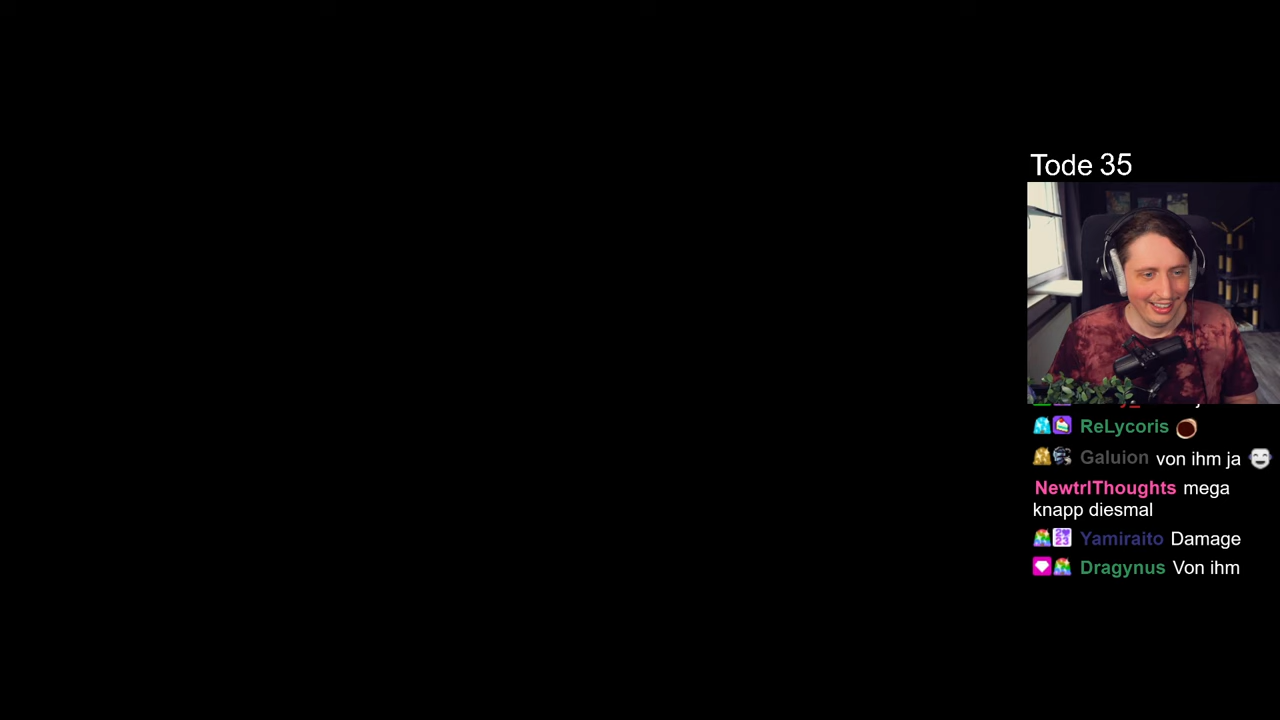 Tode 35
ReLycoris
Galuion von ihm ja
NewtrlThoughts mega
knapp diesmal
Yamiraito Damage
Dragynus Von ihm